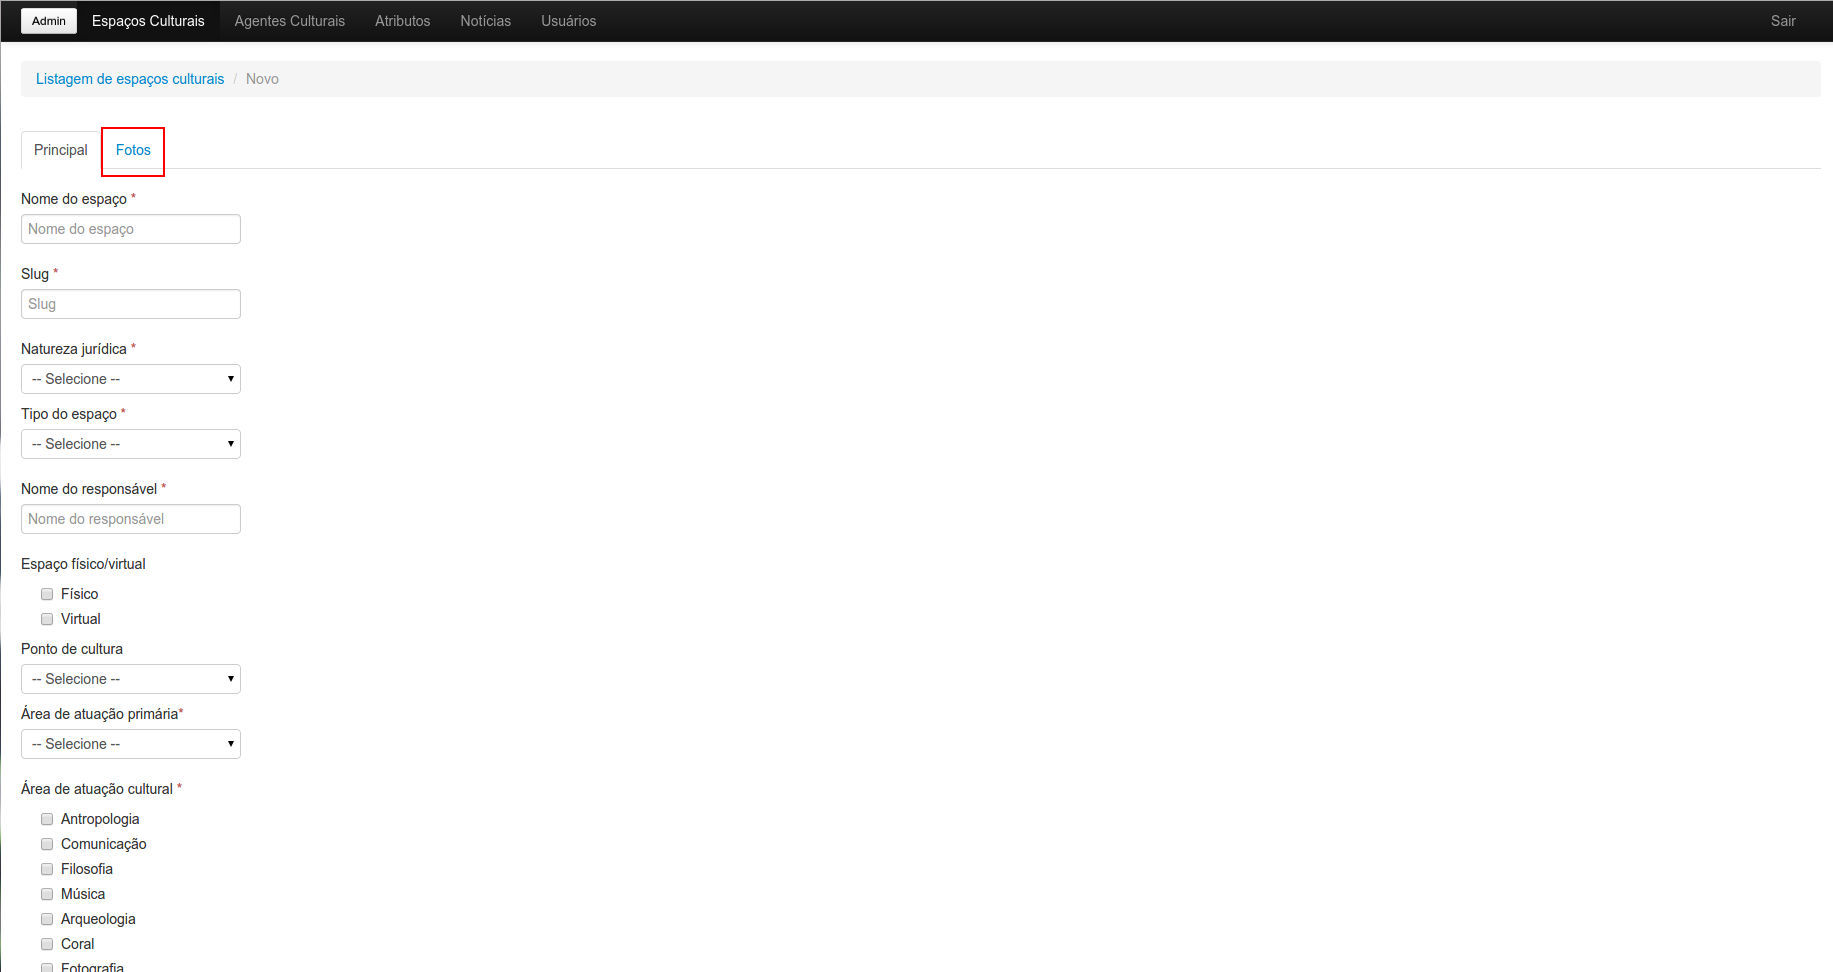 Admin Espaços Culturais Agentes Culturais Atributos Notícias Usuários Sair
Listagem de espaços culturais / Novo
Principal Fotos
Nome do espaço *
Nome do espaço
Slug *
Slug
Natureza jurídica *
-- Selecione --
Tipo do espaço *
-- Selecione --
Nome do responsável *
Nome do responsável
Espaço físico/virtual
Físico
Virtual
Ponto de cultura
-- Selecione --
Área de atuação primária*
-- Selecione --
Área de atuação cultural *
Antropologia
Comunicação
Filosofia
Música
Arqueologia
Coral
Fotografia